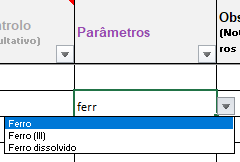 ntrolo
ultativo)
Parâmetros
Obs
(No
ros
ferr
Ferro
Ferro (III)
Ferro dissolvido